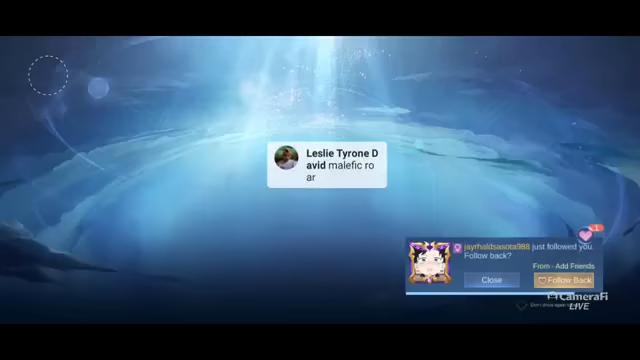 Leslie Tyrone D
avid malefic ro
ar
1
jayrhaldsasota988 just followed you.
Follow back?
From · Add Friends
Close
Follow Back
CameraFi
LIVE